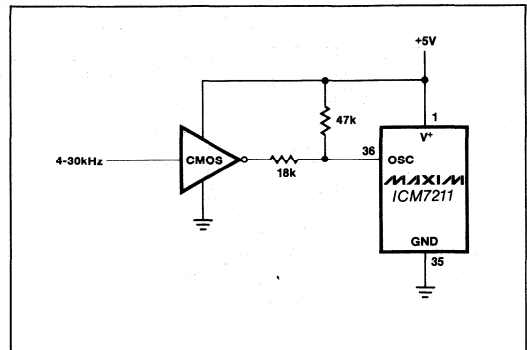 +5V
47k
1
V+
4-30kHz
CMOS
18k
36
OSC
MAXIM
ICM7211
GND
35